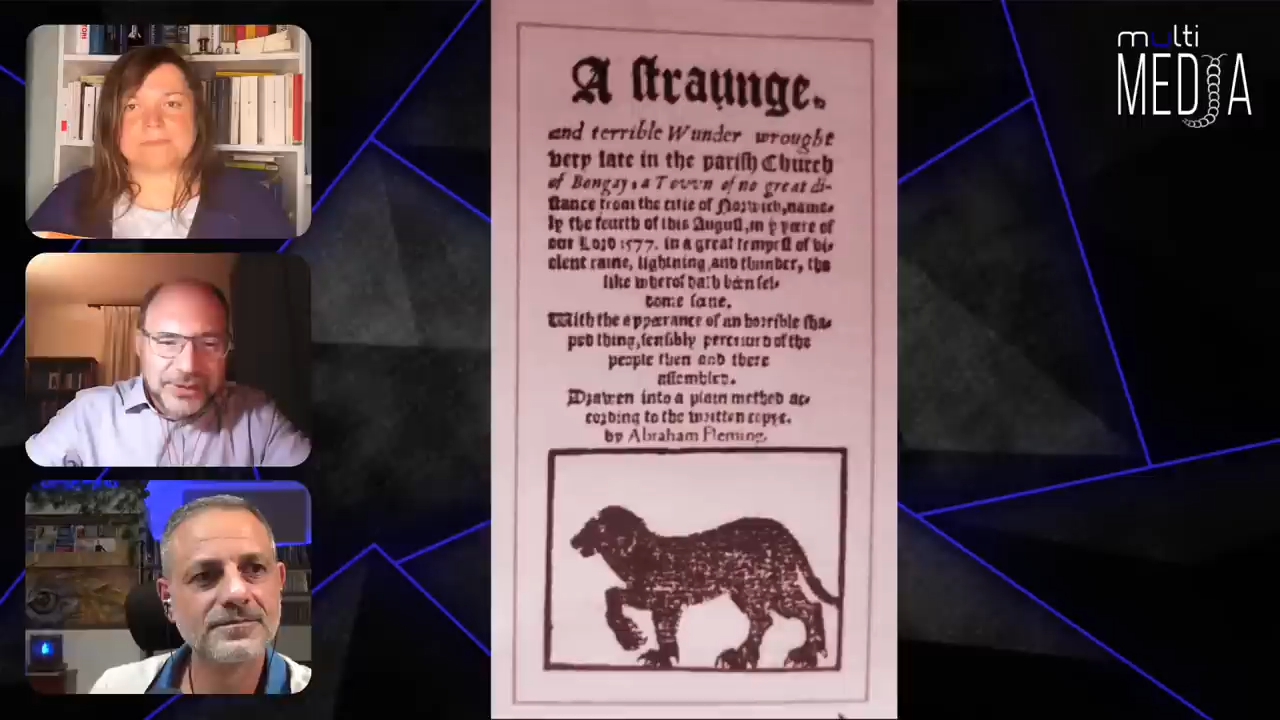 A ſtraunge.
and terrible Wunder wrought
very late in the pariſh Church
of Bongay, a Tovvn of no great di-
ſtance from the citie of Norwich, name-
ly the fourth of this Auguſt, in yͤ yeere of
our Lord 1577. in a great tempeſt of vi-
olent raine, lightning, and thunder, the
like wherof hath been ſel-
dome ſeene.
With the appearance of an horrible ſha-
ped thing, ſenſibly perceiued of the
people then and there
aſſembled.
Drawen into a plain method ac-
cording to the written copye.
by Abraham Fleming.
multi
MEDJA